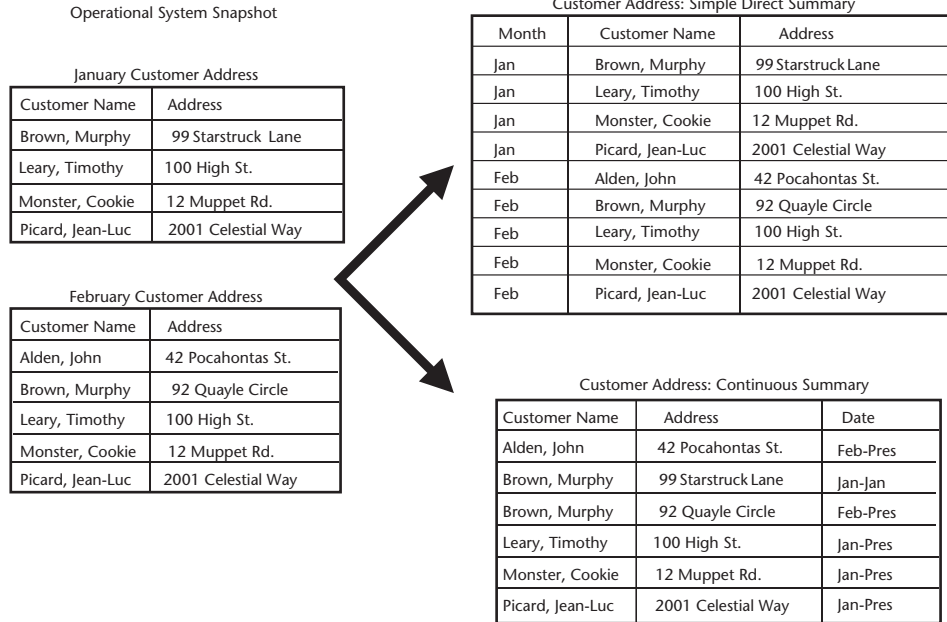 Operational System Snapshot
January Customer Address
Customer Name Address
Brown, Murphy 99 Starstruck Lane
Leary, Timothy 100 High St.
Monster, Cookie 12 Muppet Rd.
Picard, Jean-Luc 2001 Celestial Way
February Customer Address
Customer Name Address
Alden, John 42 Pocahontas St.
Brown, Murphy 92 Quayle Circle
Leary, Timothy 100 High St.
Monster, Cookie 12 Muppet Rd.
Picard, Jean-Luc 2001 Celestial Way
Customer Address: Simple Direct Summary
Month Customer Name Address
Jan Brown, Murphy 99 Starstruck Lane
Jan Leary, Timothy 100 High St.
Jan Monster, Cookie 12 Muppet Rd.
Jan Picard, Jean-Luc 2001 Celestial Way
Feb Alden, John 42 Pocahontas St.
Feb Brown, Murphy 92 Quayle Circle
Feb Leary, Timothy 100 High St.
Feb Monster, Cookie 12 Muppet Rd.
Feb Picard, Jean-Luc 2001 Celestial Way
Customer Address: Continuous Summary
Customer Name Address Date
Alden, John 42 Pocahontas St. Feb-Pres
Brown, Murphy 99 Starstruck Lane Jan-Jan
Brown, Murphy 92 Quayle Circle Feb-Pres
Leary, Timothy 100 High St. Jan-Pres
Monster, Cookie 12 Muppet Rd. Jan-Pres
Picard, Jean-Luc 2001 Celestial Way Jan-Pres